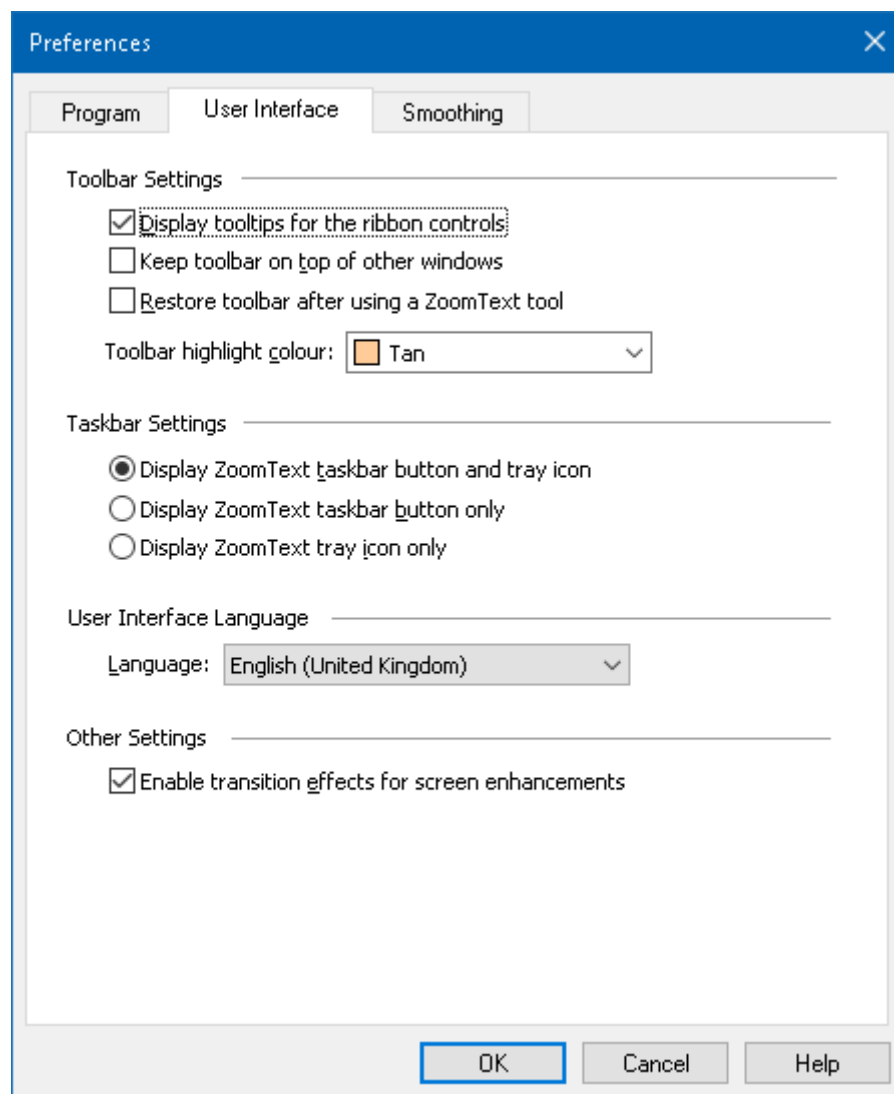 Preferences
Program
User Interface
Smoothing
Toolbar Settings
Display tooltips for the ribbon controls
Keep toolbar on top of other windows
Restore toolbar after using a ZoomText tool
Toolbar highlight colour: Tan
Taskbar Settings
Display ZoomText taskbar button and tray icon
Display ZoomText taskbar button only
Display ZoomText tray icon only
User Interface Language
Language: English (United Kingdom)
Other Settings
Enable transition effects for screen enhancements
OK
Cancel
Help